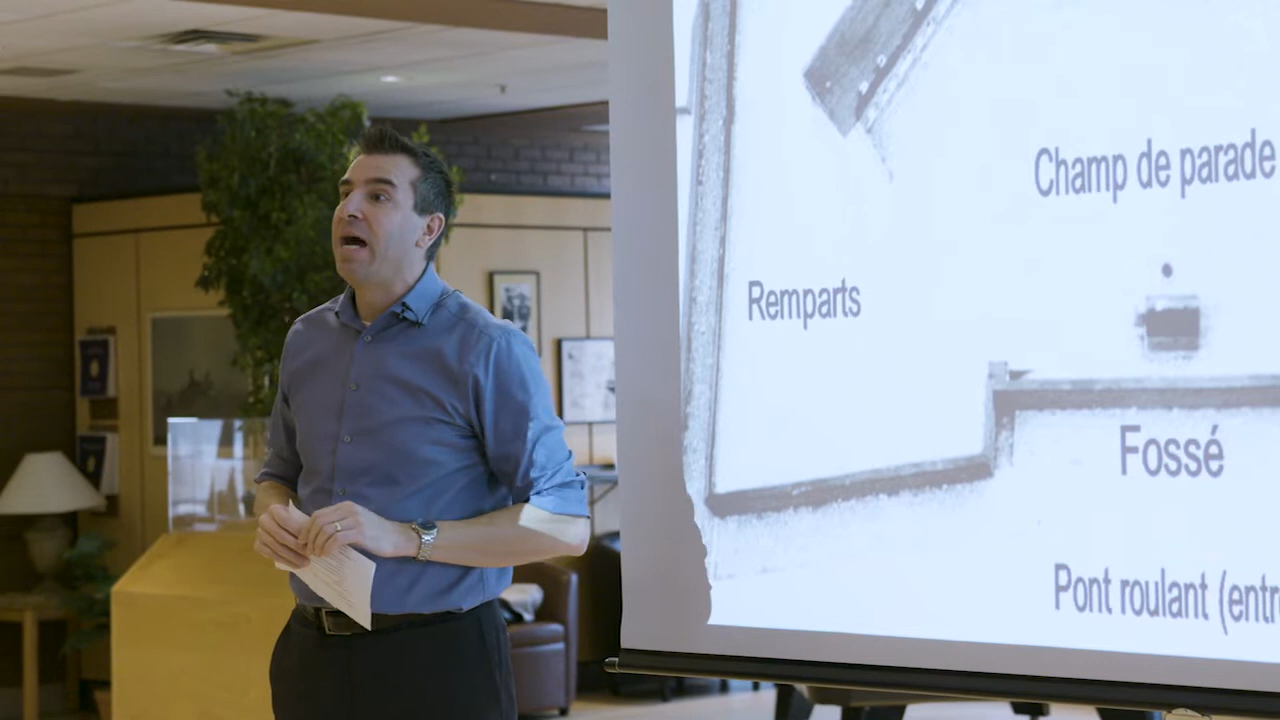 Champ de parade
Remparts
Fossé
Pont roulant (entr